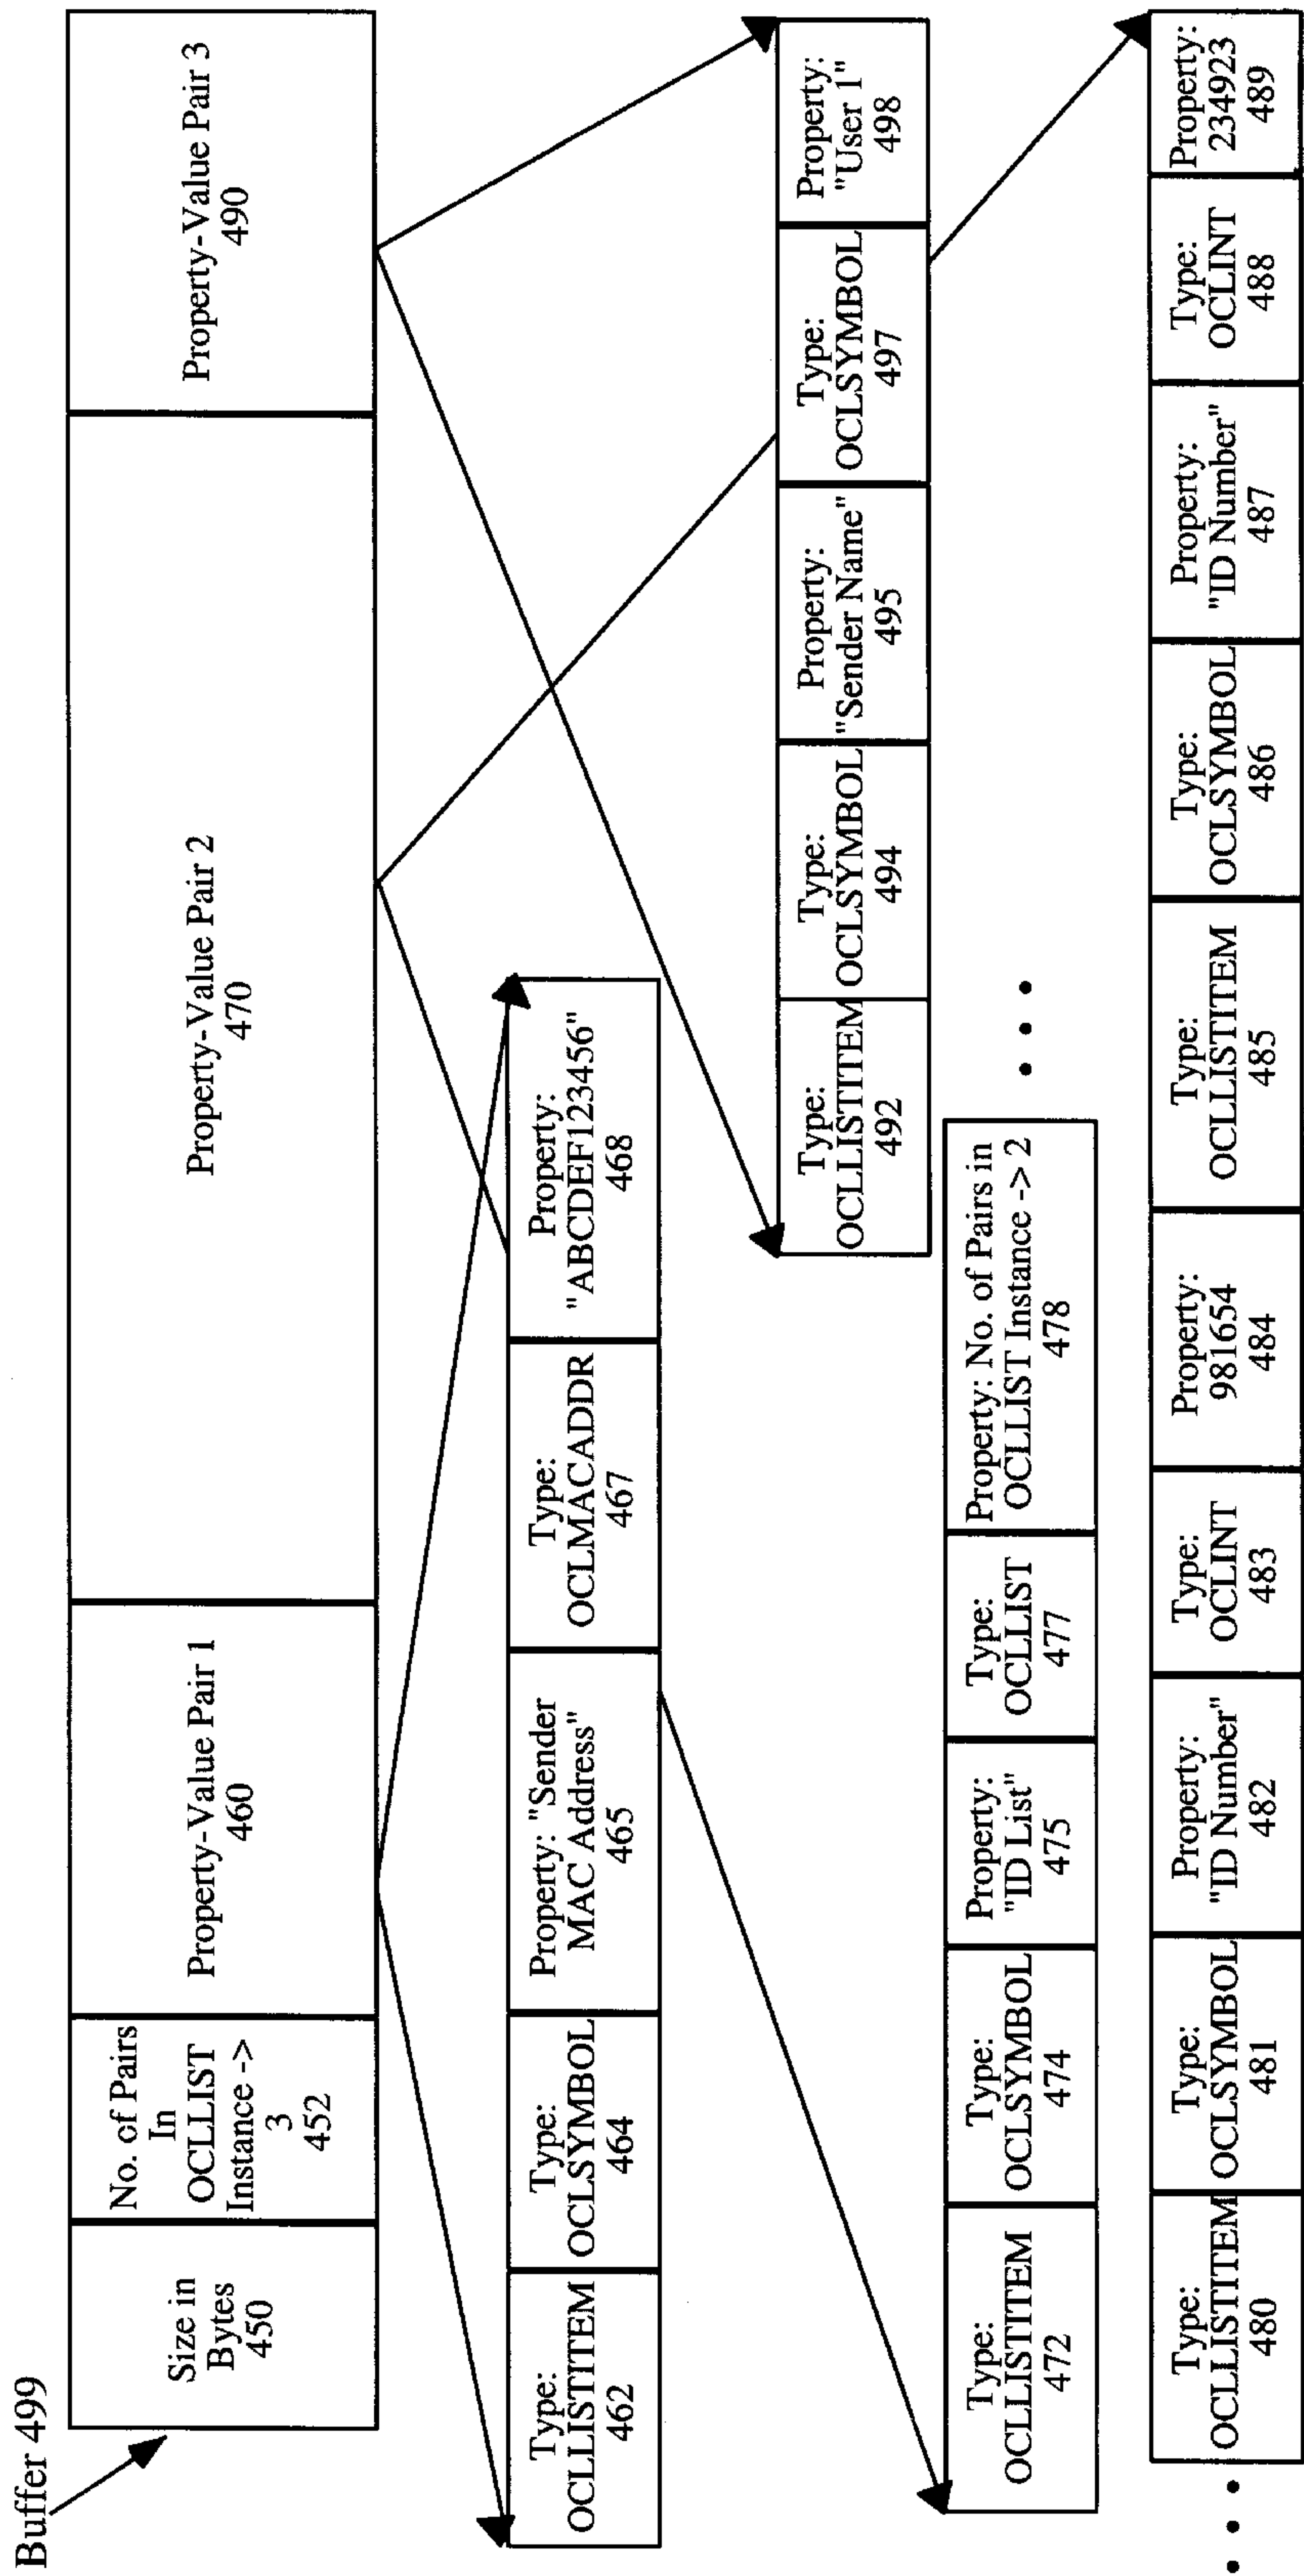 Buffer 499
Size in
Bytes
450
No. of Pairs
In
OCLLIST
Instance ->
3
452
Property-Value Pair 1
460
Property-Value Pair 2
470
Property-Value Pair 3
490
Type:
OCLLISTITEM
462
Type:
OCLSYMBOL
464
Property: "Sender
MAC Address"
465
Type:
OCLMACADDR
467
Property:
"ABCDEF123456"
468
Type:
OCLLISTITEM
492
Type:
OCLSYMBOL
494
Property:
"Sender Name"
495
Type:
OCLSYMBOL
497
Property:
"User 1"
498
Type:
OCLLISTITEM
472
Type:
OCLSYMBOL
474
Property:
"ID List"
475
Type:
OCLLIST
477
Property: No. of Pairs in
OCLLIST Instance -> 2
478
• • •
• • •
Type:
OCLLISTITEM
480
Type:
OCLSYMBOL
481
Property:
"ID Number"
482
Type:
OCLINT
483
Property:
981654
484
Type:
OCLLISTITEM
485
Type:
OCLSYMBOL
486
Property:
"ID Number"
487
Type:
OCLINT
488
Property:
234923
489